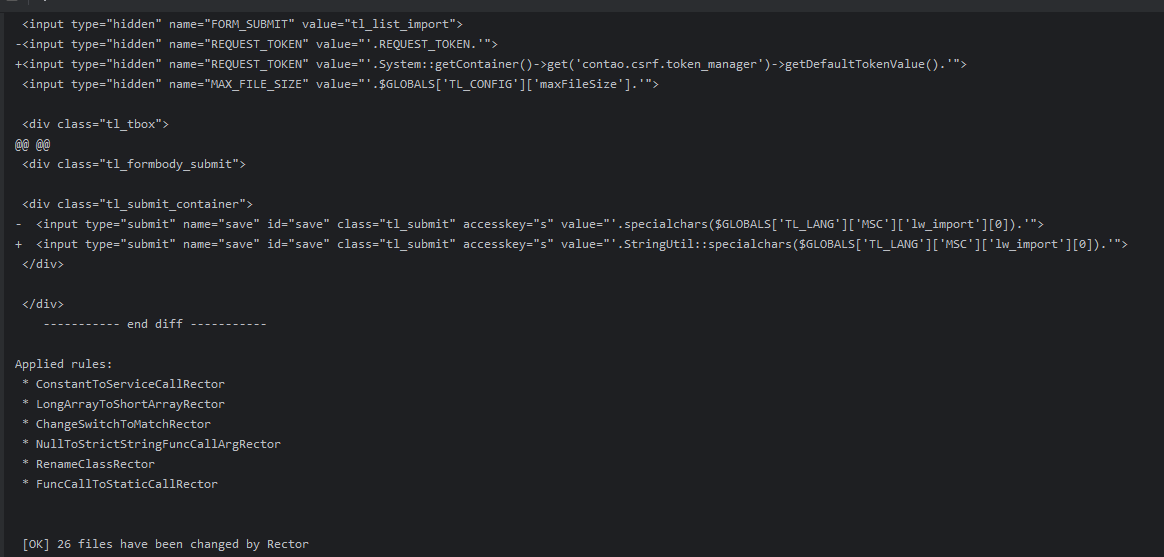 <input type="hidden" name="FORM_SUBMIT" value="tl_list_import">
-<input type="hidden" name="REQUEST_TOKEN" value="'.REQUEST_TOKEN.'">
+<input type="hidden" name="REQUEST_TOKEN" value="'.System::getContainer()->get('contao.csrf.token_manager')->getDefaultTokenValue().'">
<input type="hidden" name="MAX_FILE_SIZE" value="'.$GLOBALS['TL_CONFIG']['maxFileSize'].'">
<div class="tl_tbox">
@@ @@
<div class="tl_formbody_submit">
<div class="tl_submit_container">
-  <input type="submit" name="save" id="save" class="tl_submit" accesskey="s" value="'.specialchars($GLOBALS['TL_LANG']['MSC']['lw_import'][0]).'">
+  <input type="submit" name="save" id="save" class="tl_submit" accesskey="s" value="'.StringUtil::specialchars($GLOBALS['TL_LANG']['MSC']['lw_import'][0]).'">
</div>
</div>
----------- end diff -----------
Applied rules:
* ConstantToServiceCallRector
* LongArrayToShortArrayRector
* ChangeSwitchToMatchRector
* NullToStrictStringFuncCallArgRector
* RenameClassRector
* FuncCallToStaticCallRector
[OK] 26 files have been changed by Rector